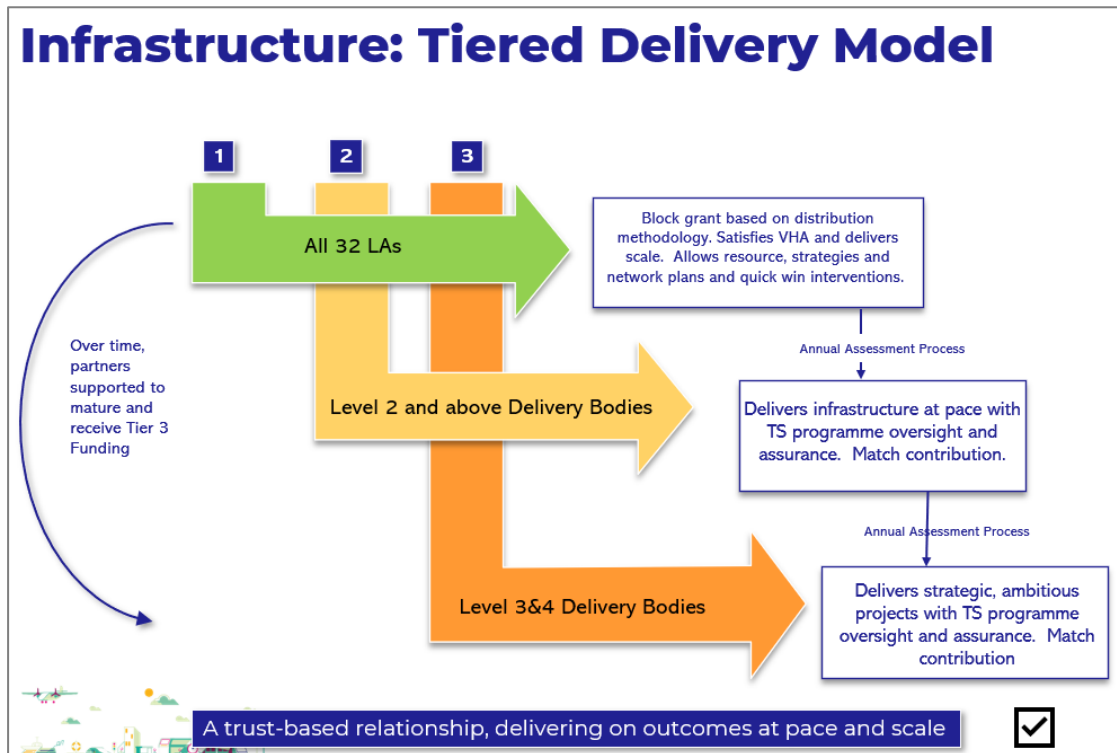 Infrastructure: Tiered Delivery Model
1
2
3
All 32 LAs
Block grant based on distribution
methodology. Satisfies VHA and delivers
scale. Allows resource, strategies and
network plans and quick win interventions.
Over time,
partners
supported to
mature and
receive Tier 3
Funding
Annual Assessment Process
Level 2 and above Delivery Bodies
Delivers infrastructure at pace with
TS programme oversight and
assurance. Match contribution.
Annual Assessment Process
Level 3&4 Delivery Bodies
Delivers strategic, ambitious
projects with TS programme
oversight and assurance. Match
contribution
A trust-based relationship, delivering on outcomes at pace and scale